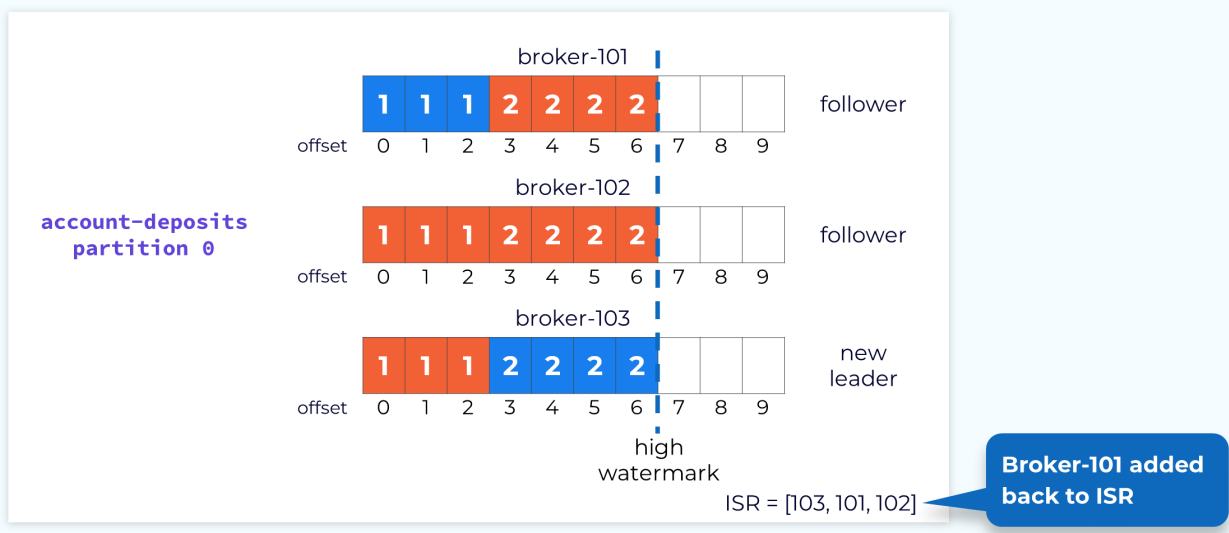 broker-101
1 1 1 2 2 2 2
follower
offset 0 1 2 3 4 5 6 7 8 9
account-deposits
partition 0
broker-102
1 1 1 2 2 2 2
follower
offset 0 1 2 3 4 5 6 7 8 9
broker-103
1 1 1 2 2 2 2
new
leader
offset 0 1 2 3 4 5 6 7 8 9
high
watermark
ISR = [103, 101, 102]
Broker-101 added
back to ISR